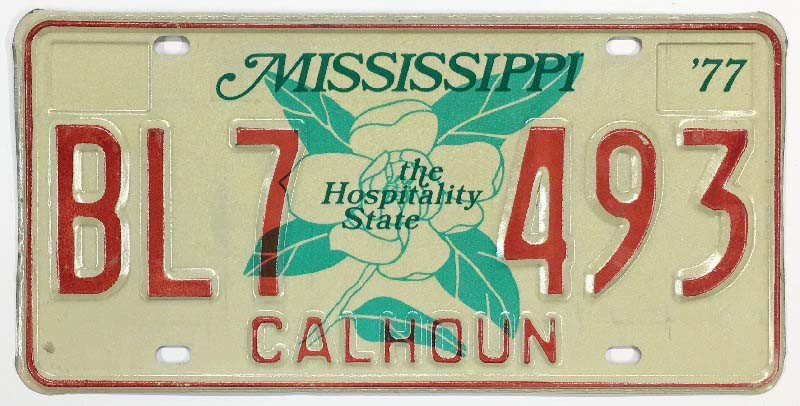 MISSISSIPPI '77
BL7 493
the
Hospitality
State
CALHOUN